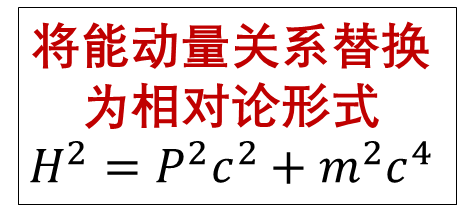 将能动量关系替换
为相对论形式
H² = P²c² + m²c⁴